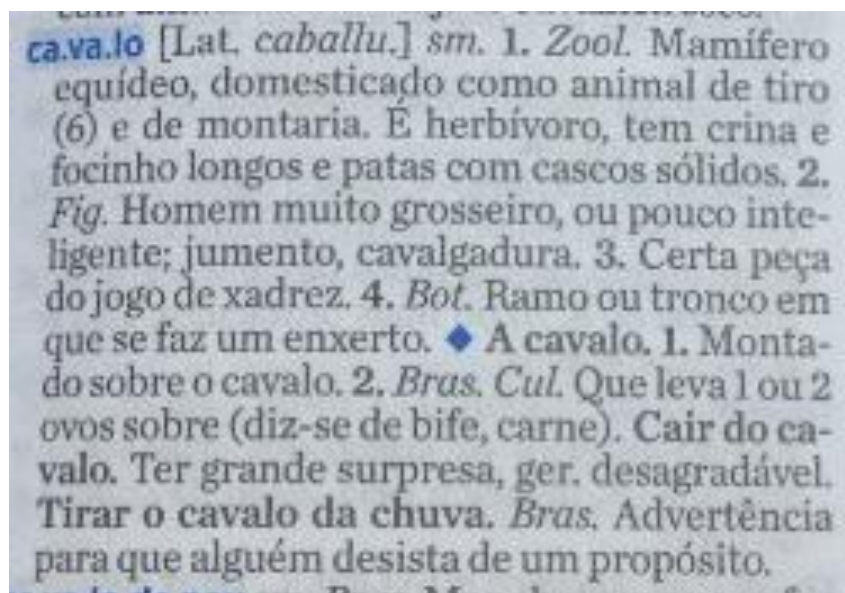 ca.va.lo [Lat. caballu.] sm. 1. Zool. Mamífero
equídeo, domesticado como animal de tiro
(6) e de montaria. É herbívoro, tem crina e
focinho longos e patas com cascos sólidos. 2.
Fig. Homem muito grosseiro, ou pouco inte-
ligente; jumento, cavalgadura. 3. Certa peça
do jogo de xadrez. 4. Bot. Ramo ou tronco em
que se faz um enxerto. ◆ A cavalo. 1. Monta-
do sobre o cavalo. 2. Bras. Cul. Que leva 1 ou 2
ovos sobre (diz-se de bife, carne). Cair do ca-
valo. Ter grande surpresa, ger. desagradável.
Tirar o cavalo da chuva. Bras. Advertência
para que alguém desista de um propósito.